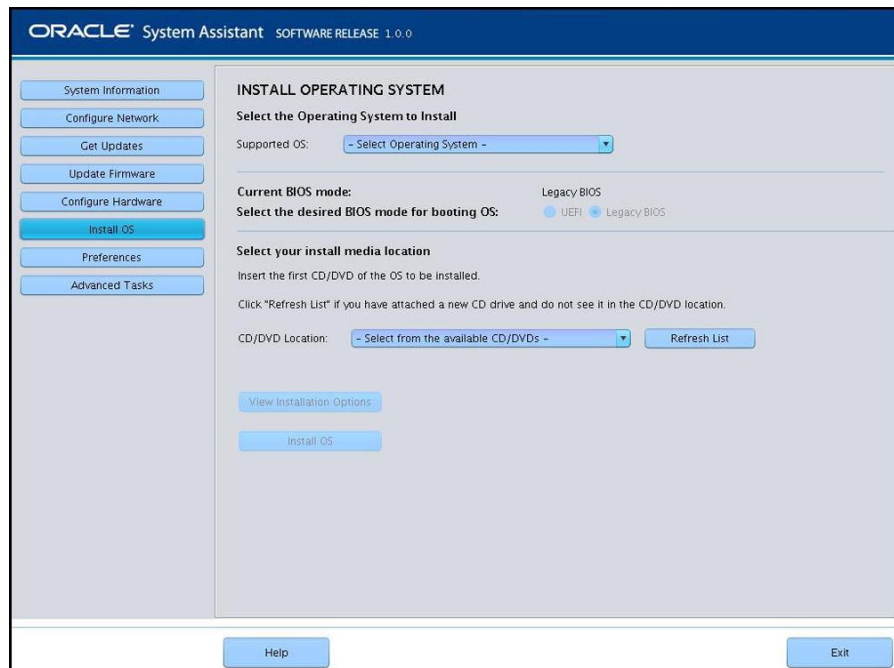 ORACLE System Assistant SOFTWARE RELEASE 1.0.0
System Information
Configure Network
Get Updates
Update Firmware
Configure Hardware
Install OS
Preferences
Advanced Tasks
INSTALL OPERATING SYSTEM
Select the Operating System to Install
Supported OS: - Select Operating System -
Current BIOS mode: Legacy BIOS
Select the desired BIOS mode for booting OS: UEFI Legacy BIOS
Select your install media location
Insert the first CD/DVD of the OS to be installed.
Click "Refresh List" if you have attached a new CD drive and do not see it in the CD/DVD location.
CD/DVD Location: - Select from the available CD/DVDs - Refresh List
View Installation Options
Install OS
Help Exit